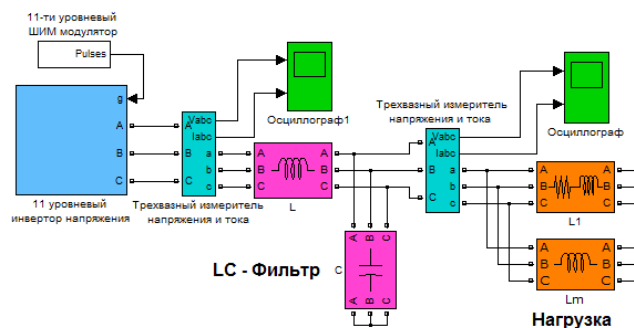 11-ти уровневый
ШИМ модулятор
Pulses
g
A
B
C
11 уровневый
инвертор напряжения
Vabc
A
Iabc
B
a
b
C
c
Трехвазный измеритель
напряжения и тока
Осциллограф1
A A
B B
C C
L
A B C
A B C
C
LC - Фильтр
Трехвазный измеритель
напряжения и тока
Vabc
A
Iabc
B
a
b
C
c
Осциллограф
A A
B B
C C
L1
A A
B B
C C
Lm
Нагрузка